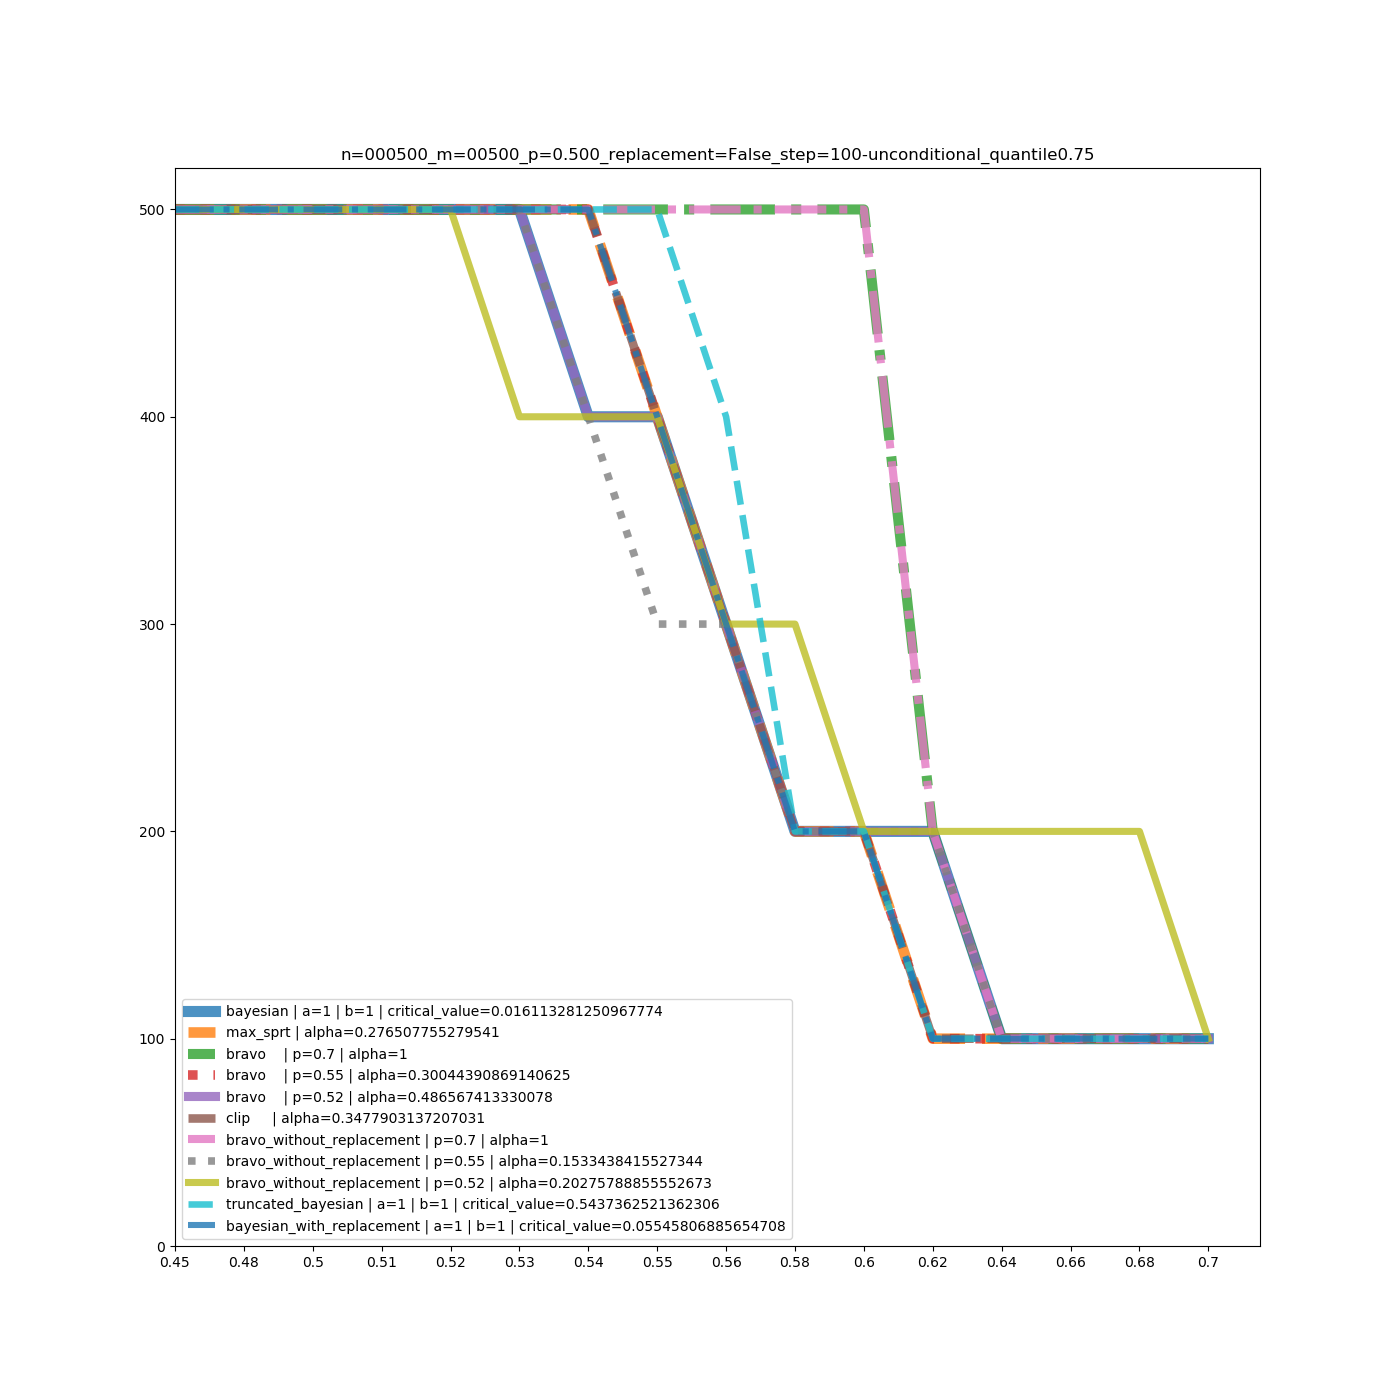 n=000500_m=00500_p=0.500_replacement=False_step=100-unconditional_quantile0.75
500
400
300
200
100
0
bayesian | a=1 | b=1 | critical_value=0.016113281250967774
max_sprt | alpha=0.276507755279541
bravo | p=0.7 | alpha=1
bravo | p=0.55 | alpha=0.30044390869140625
bravo | p=0.52 | alpha=0.486567413330078
clip | alpha=0.3477903137207031
bravo_without_replacement | p=0.7 | alpha=1
bravo_without_replacement | p=0.55 | alpha=0.1533438415527344
bravo_without_replacement | p=0.52 | alpha=0.20275788855552673
truncated_bayesian | a=1 | b=1 | critical_value=0.5437362521362306
bayesian_with_replacement | a=1 | b=1 | critical_value=0.05545806885654708
0.45 0.48 0.5 0.51 0.52 0.53 0.54 0.55 0.56 0.58 0.6 0.62 0.64 0.66 0.68 0.7